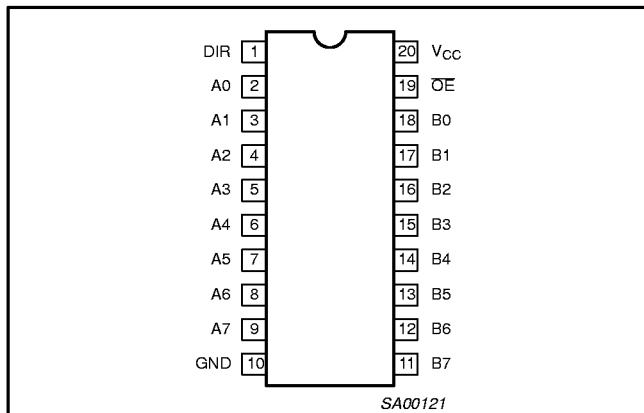 DIR 1 20 VCC
A0 2 19 O̅E̅
A1 3 18 B0
A2 4 17 B1
A3 5 16 B2
A4 6 15 B3
A5 7 14 B4
A6 8 13 B5
A7 9 12 B6
GND 10 11 B7
SA00121